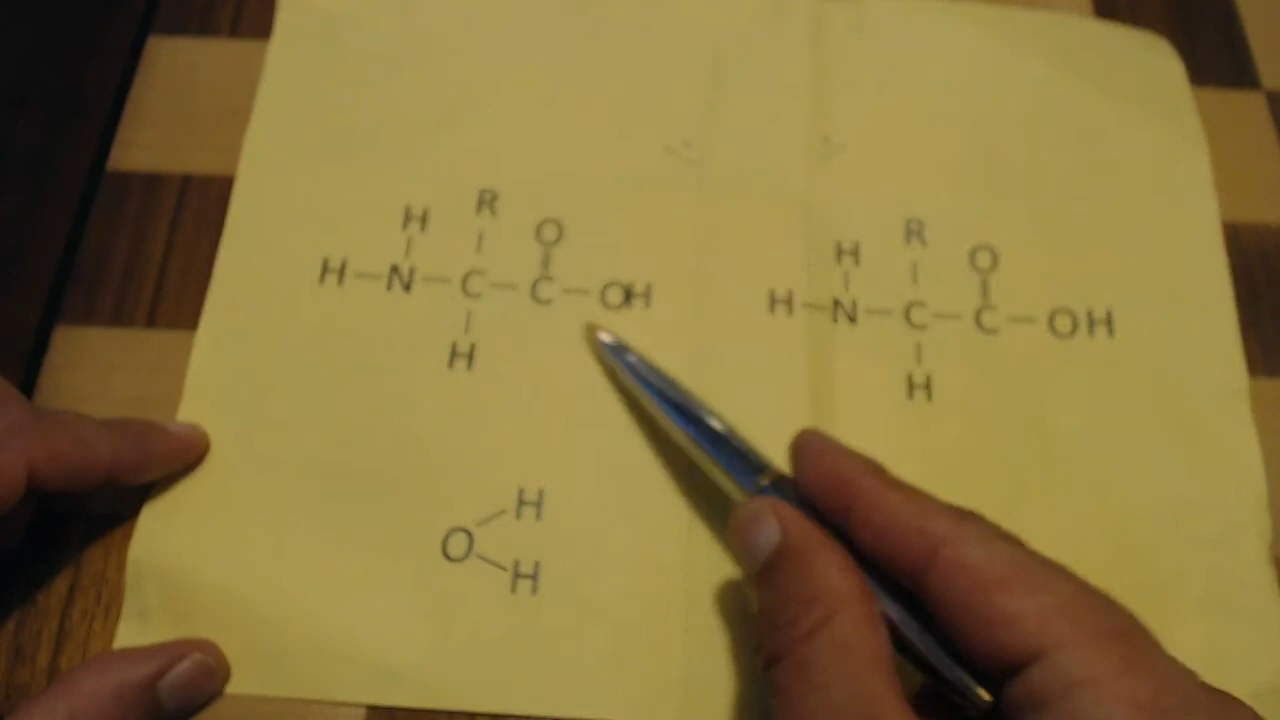 H R O H R O
H-N-C-C-OH H-N-C-C-OH
H H
H
O
H